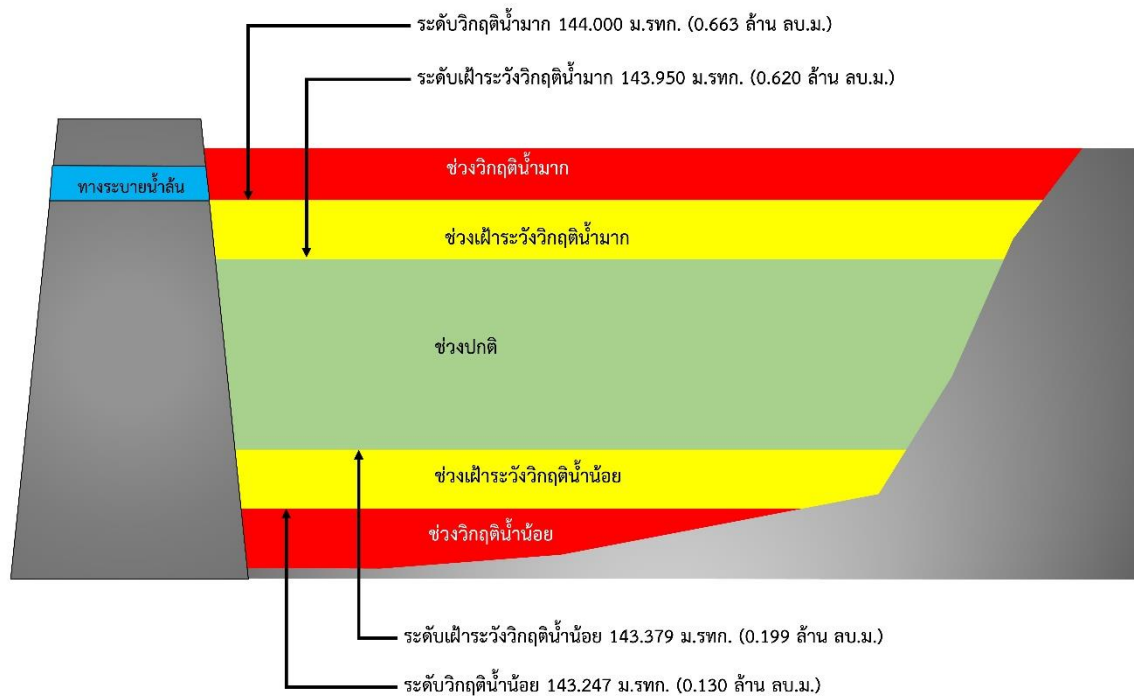 ระดับวิกฤติน้ำมาก 144.000 ม.รทก. (0.663 ล้าน ลบ.ม.)
ระดับเฝ้าระวังวิกฤติน้ำมาก 143.950 ม.รทก. (0.620 ล้าน ลบ.ม.)
ช่วงวิกฤติน้ำมาก
ทางระบายน้ำล้น
ช่วงเฝ้าระวังวิกฤติน้ำมาก
ช่วงปกติ
ช่วงเฝ้าระวังวิกฤติน้ำน้อย
ช่วงวิกฤติน้ำน้อย
ระดับเฝ้าระวังวิกฤติน้ำน้อย 143.379 ม.รทก. (0.199 ล้าน ลบ.ม.)
ระดับวิกฤติน้ำน้อย 143.247 ม.รทก. (0.130 ล้าน ลบ.ม.)